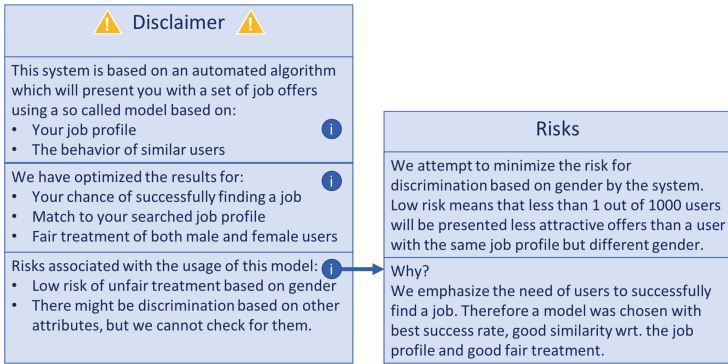 Disclaimer
This system is based on an automated algorithm
which will present you with a set of job offers
using a so called model based on:
• Your job profile
• The behavior of similar users
i
We have optimized the results for:
i
• Your chance of successfully finding a job
• Match to your searched job profile
• Fair treatment of both male and female users
Risks associated with the usage of this model:
i
• Low risk of unfair treatment based on gender
• There might be discrimination based on other
attributes, but we cannot check for them.
Risks
We attempt to minimize the risk for
discrimination based on gender by the system.
Low risk means that less than 1 out of 1000 users
will be presented less attractive offers than a user
with the same job profile but different gender.
Why?
We emphasize the need of users to successfully
find a job. Therefore a model was chosen with
best success rate, good similarity wrt. the job
profile and good fair treatment.